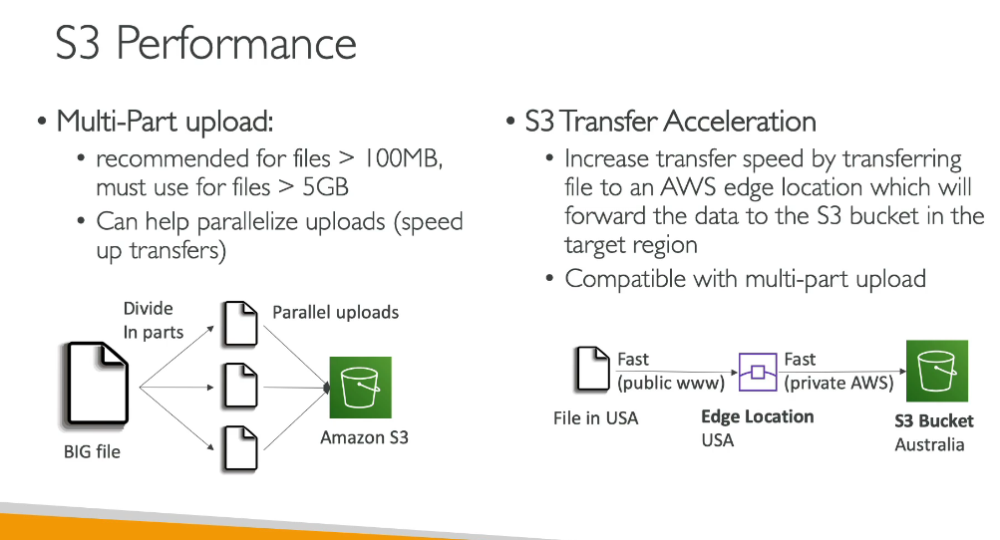 S3 Performance
• Multi-Part upload:
• recommended for files > 100MB,
must use for files > 5GB
• Can help parallelize uploads (speed
up transfers)
Divide
In parts
Parallel uploads
BIG file
Amazon S3
• S3 Transfer Acceleration
• Increase transfer speed by transferring
file to an AWS edge location which will
forward the data to the S3 bucket in the
target region
• Compatible with multi-part upload
Fast
(public www)
Fast
(private AWS)
File in USA
Edge Location
USA
S3 Bucket
Australia